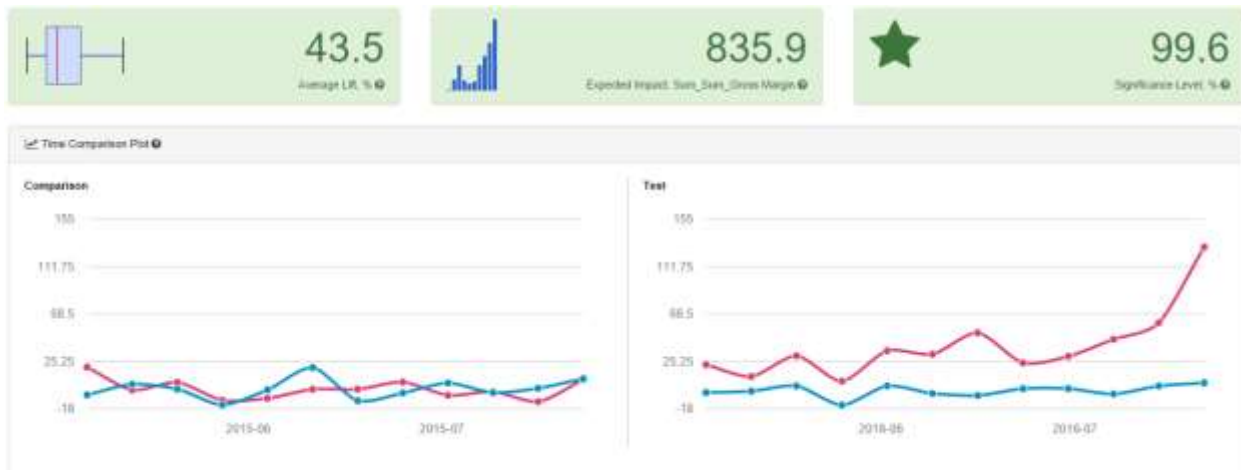 43.5
Average Lift, %
835.9
Expected Impact: Sum_Sum_Gross Margin
99.6
Significance Level, %
Time Comparison Plot
Comparison
155
111.75
68.5
25.25
-18
2015-06
2015-07
Test
155
111.75
68.5
25.25
-18
2016-06
2016-07